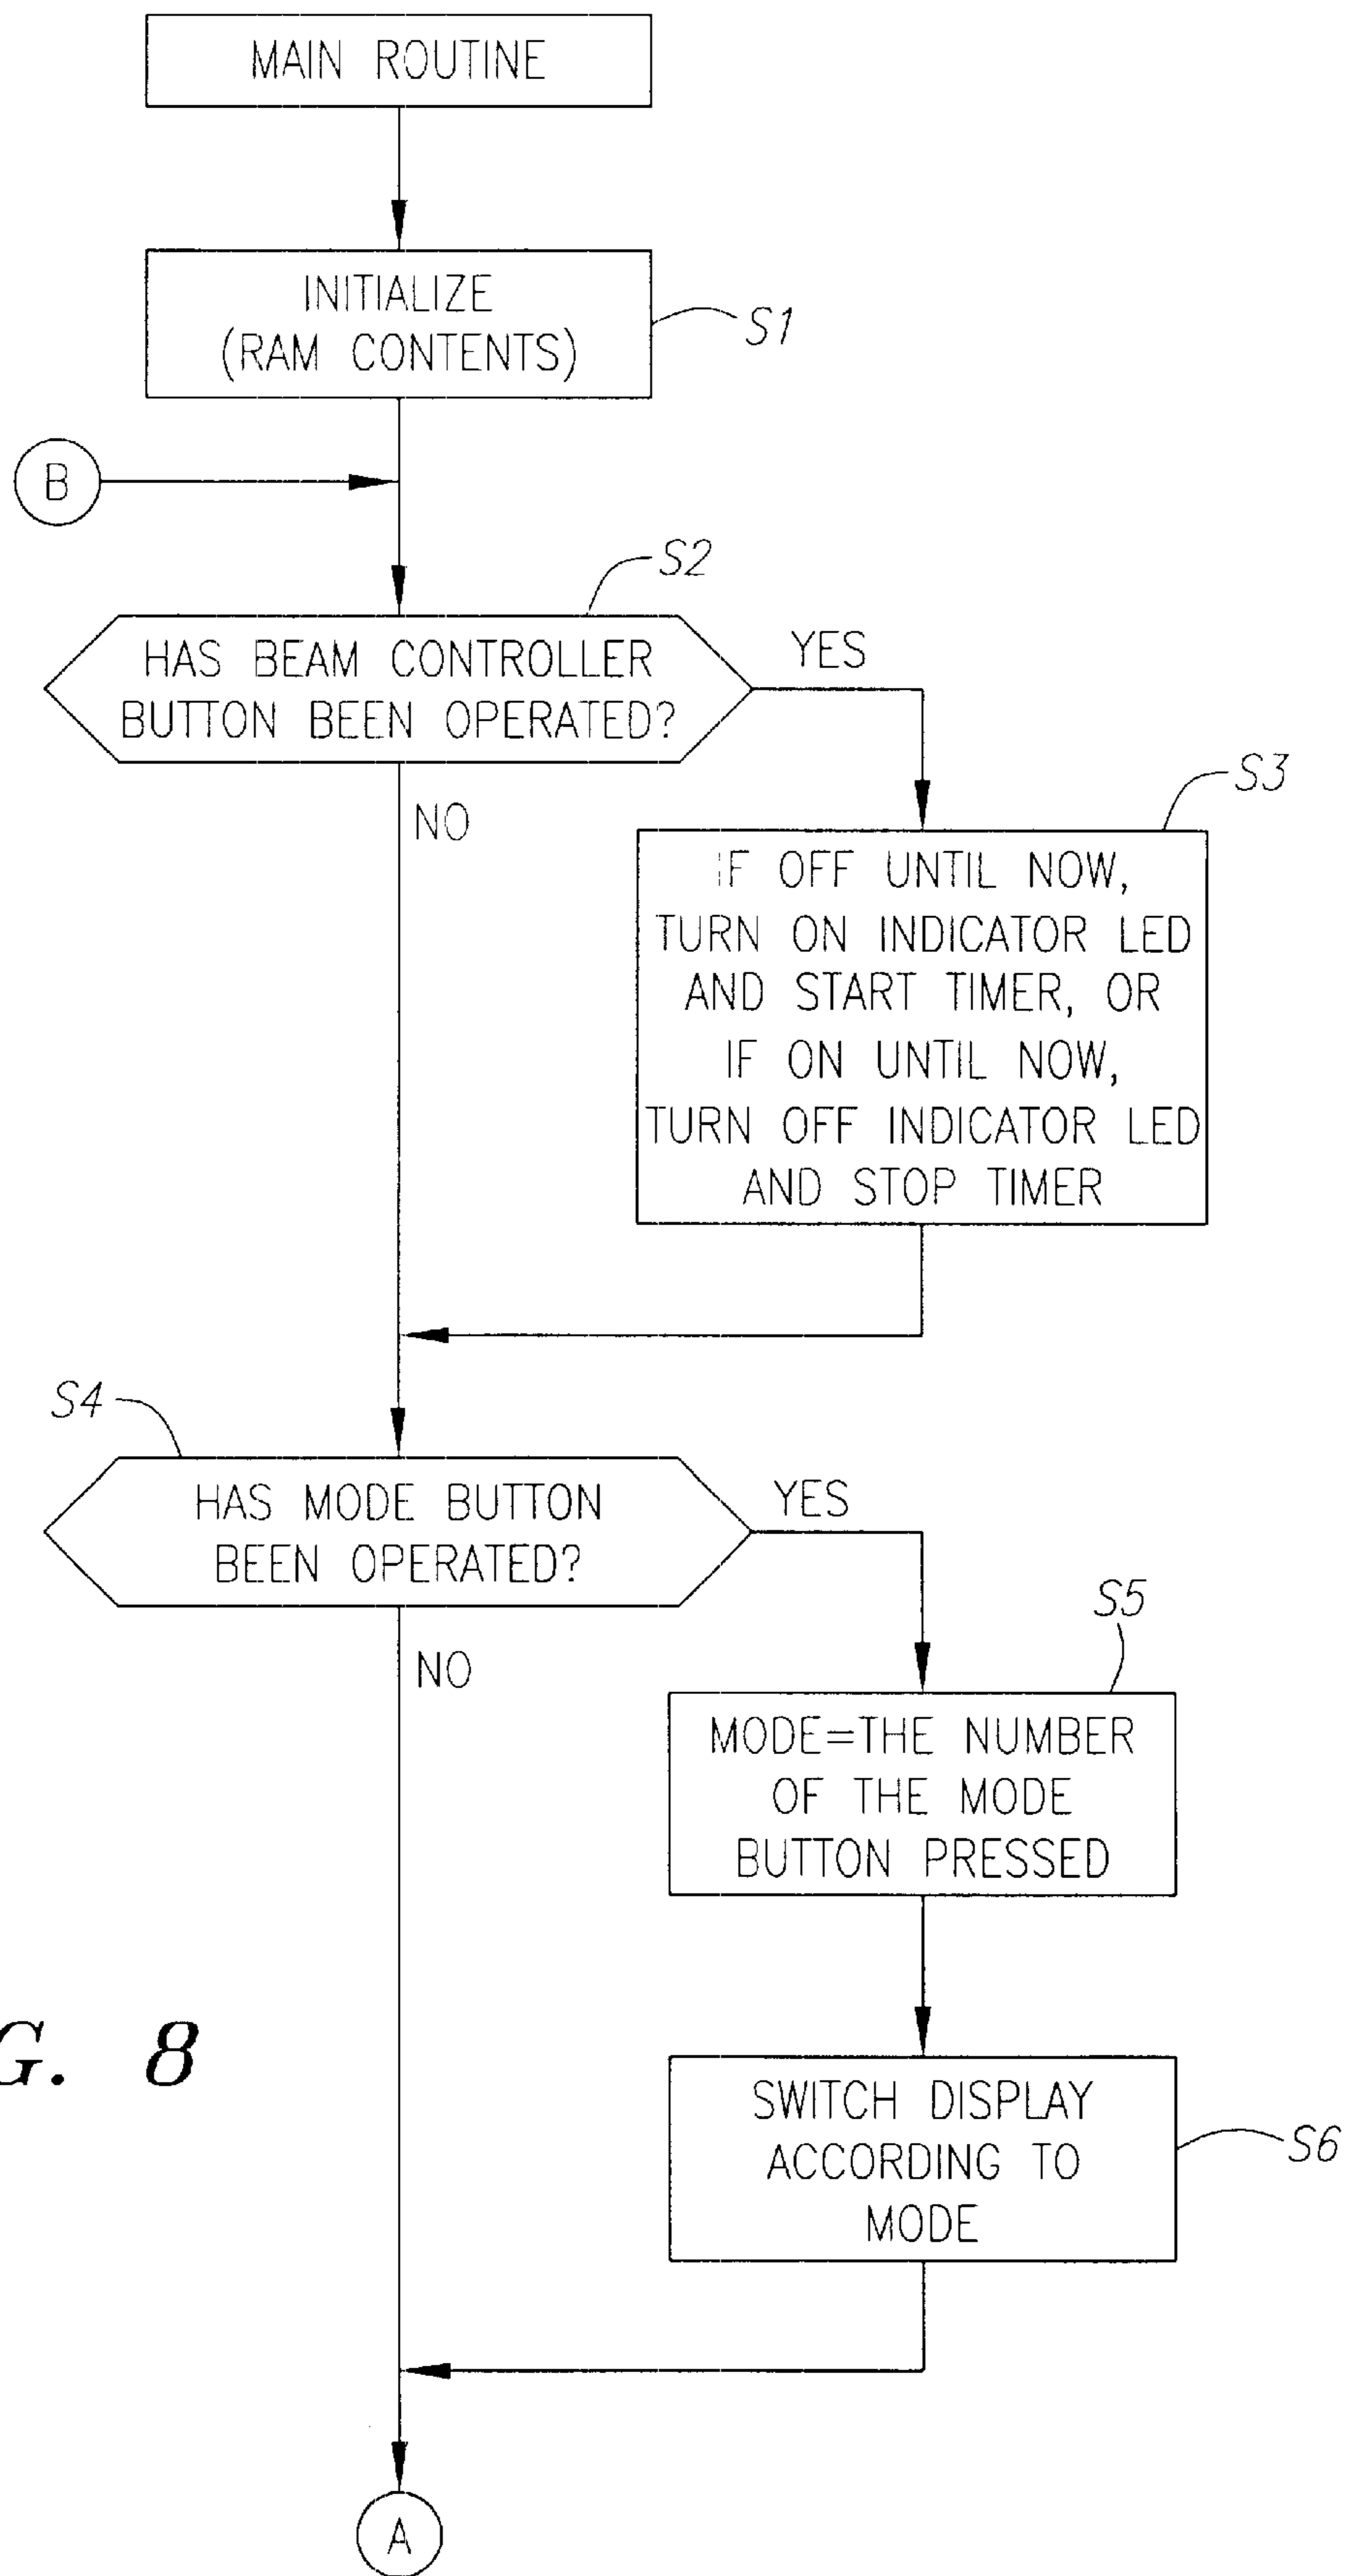 MAIN ROUTINE
INITIALIZE
(RAM CONTENTS)
S1
B
S2
HAS BEAM CONTROLLER
BUTTON BEEN OPERATED?
YES
NO
S3
IF OFF UNTIL NOW,
TURN ON INDICATOR LED
AND START TIMER, OR
IF ON UNTIL NOW,
TURN OFF INDICATOR LED
AND STOP TIMER
S4
HAS MODE BUTTON
BEEN OPERATED?
YES
NO
S5
MODE=THE NUMBER
OF THE MODE
BUTTON PRESSED
G. 8
SWITCH DISPLAY
ACCORDING TO
MODE
S6
A